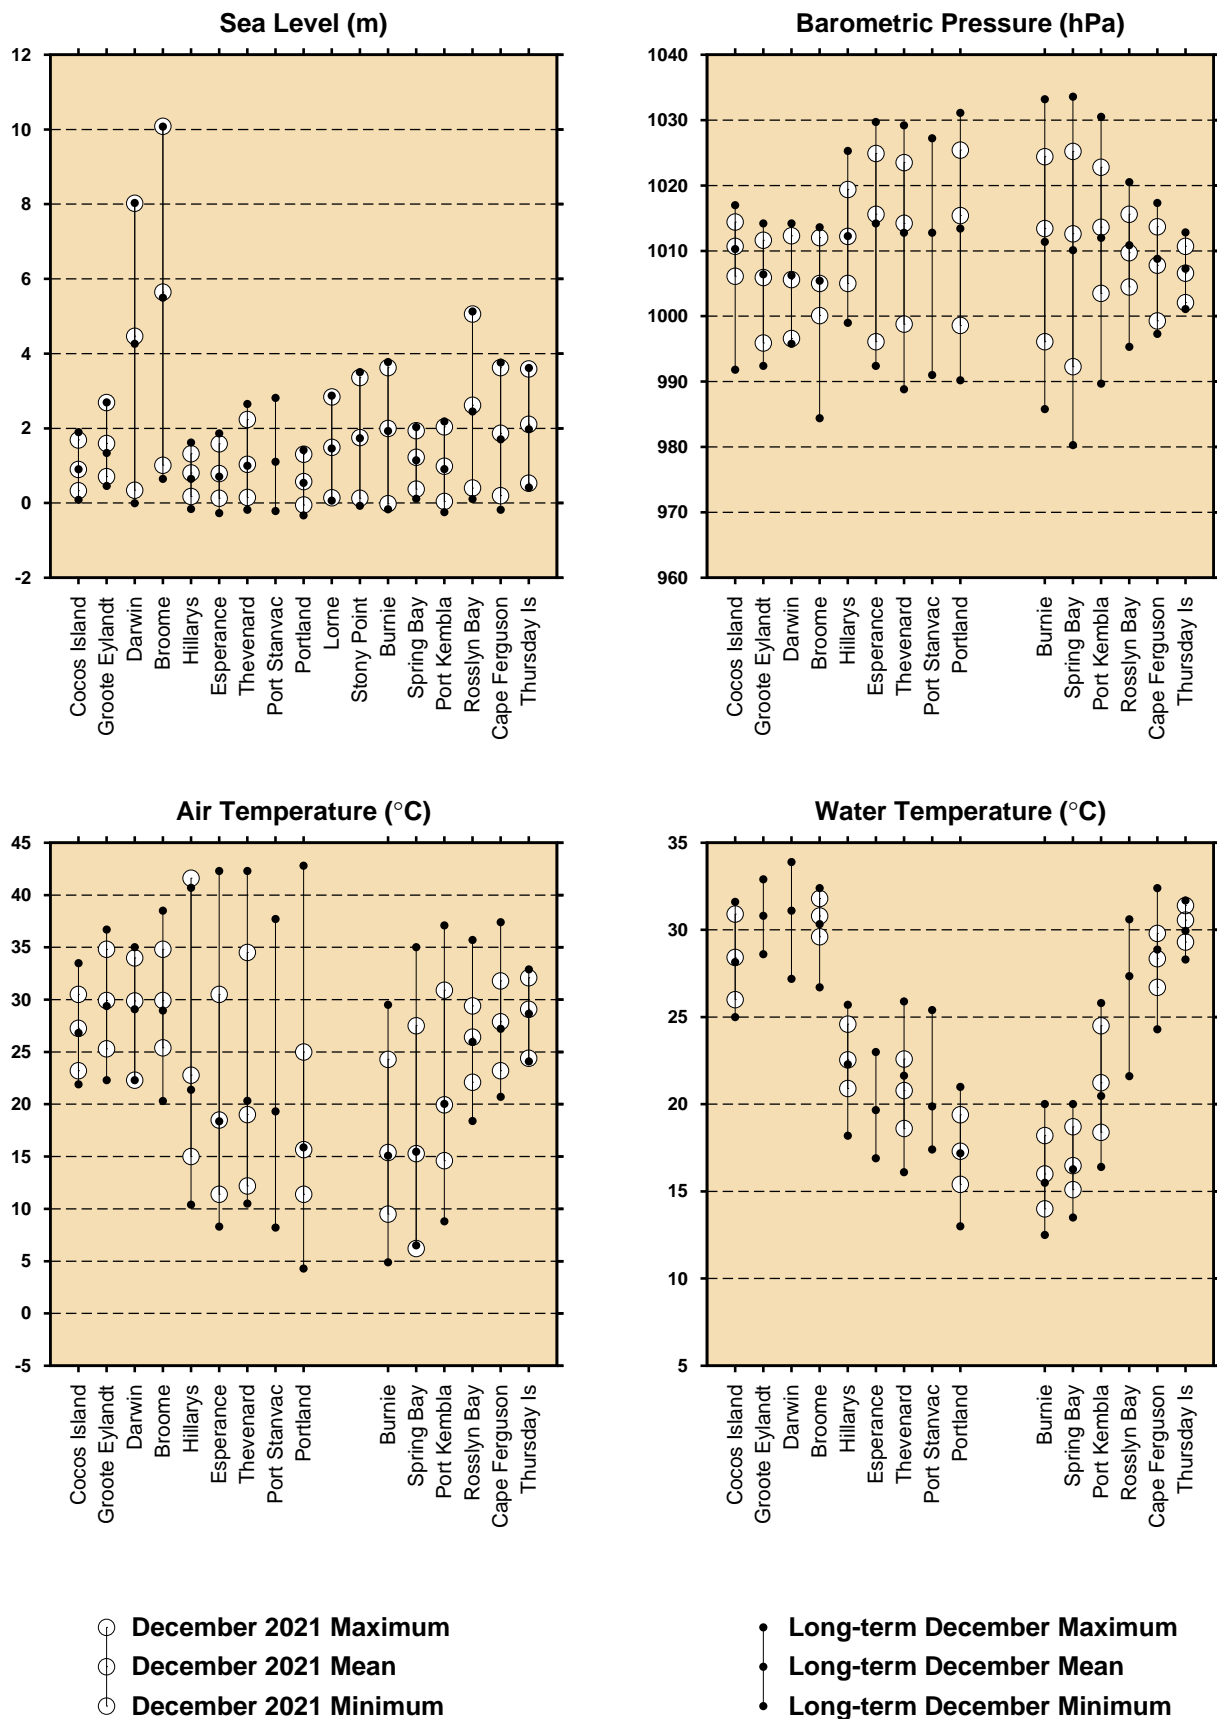 Sea Level (m)
12
10
8
6
4
2
0
-2
Cocos Island
Groote Eylandt
Darwin
Broome
Hillarys
Esperance
Thevenard
Port Stanvac
Portland
Lorne
Stony Point
Burnie
Spring Bay
Port Kembla
Rosslyn Bay
Cape Ferguson
Thursday Is
Barometric Pressure (hPa)
1040
1030
1020
1010
1000
990
980
970
960
Cocos Island
Groote Eylandt
Darwin
Broome
Hillarys
Esperance
Thevenard
Port Stanvac
Portland
Burnie
Spring Bay
Port Kembla
Rosslyn Bay
Cape Ferguson
Thursday Is
Air Temperature (°C)
45
40
35
30
25
20
15
10
5
0
-5
Cocos Island
Groote Eylandt
Darwin
Broome
Hillarys
Esperance
Thevenard
Port Stanvac
Portland
Burnie
Spring Bay
Port Kembla
Rosslyn Bay
Cape Ferguson
Thursday Is
Water Temperature (°C)
35
30
25
20
15
10
5
Cocos Island
Groote Eylandt
Darwin
Broome
Hillarys
Esperance
Thevenard
Port Stanvac
Portland
Burnie
Spring Bay
Port Kembla
Rosslyn Bay
Cape Ferguson
Thursday Is
December 2021 Maximum
December 2021 Mean
December 2021 Minimum
Long-term December Maximum
Long-term December Mean
Long-term December Minimum